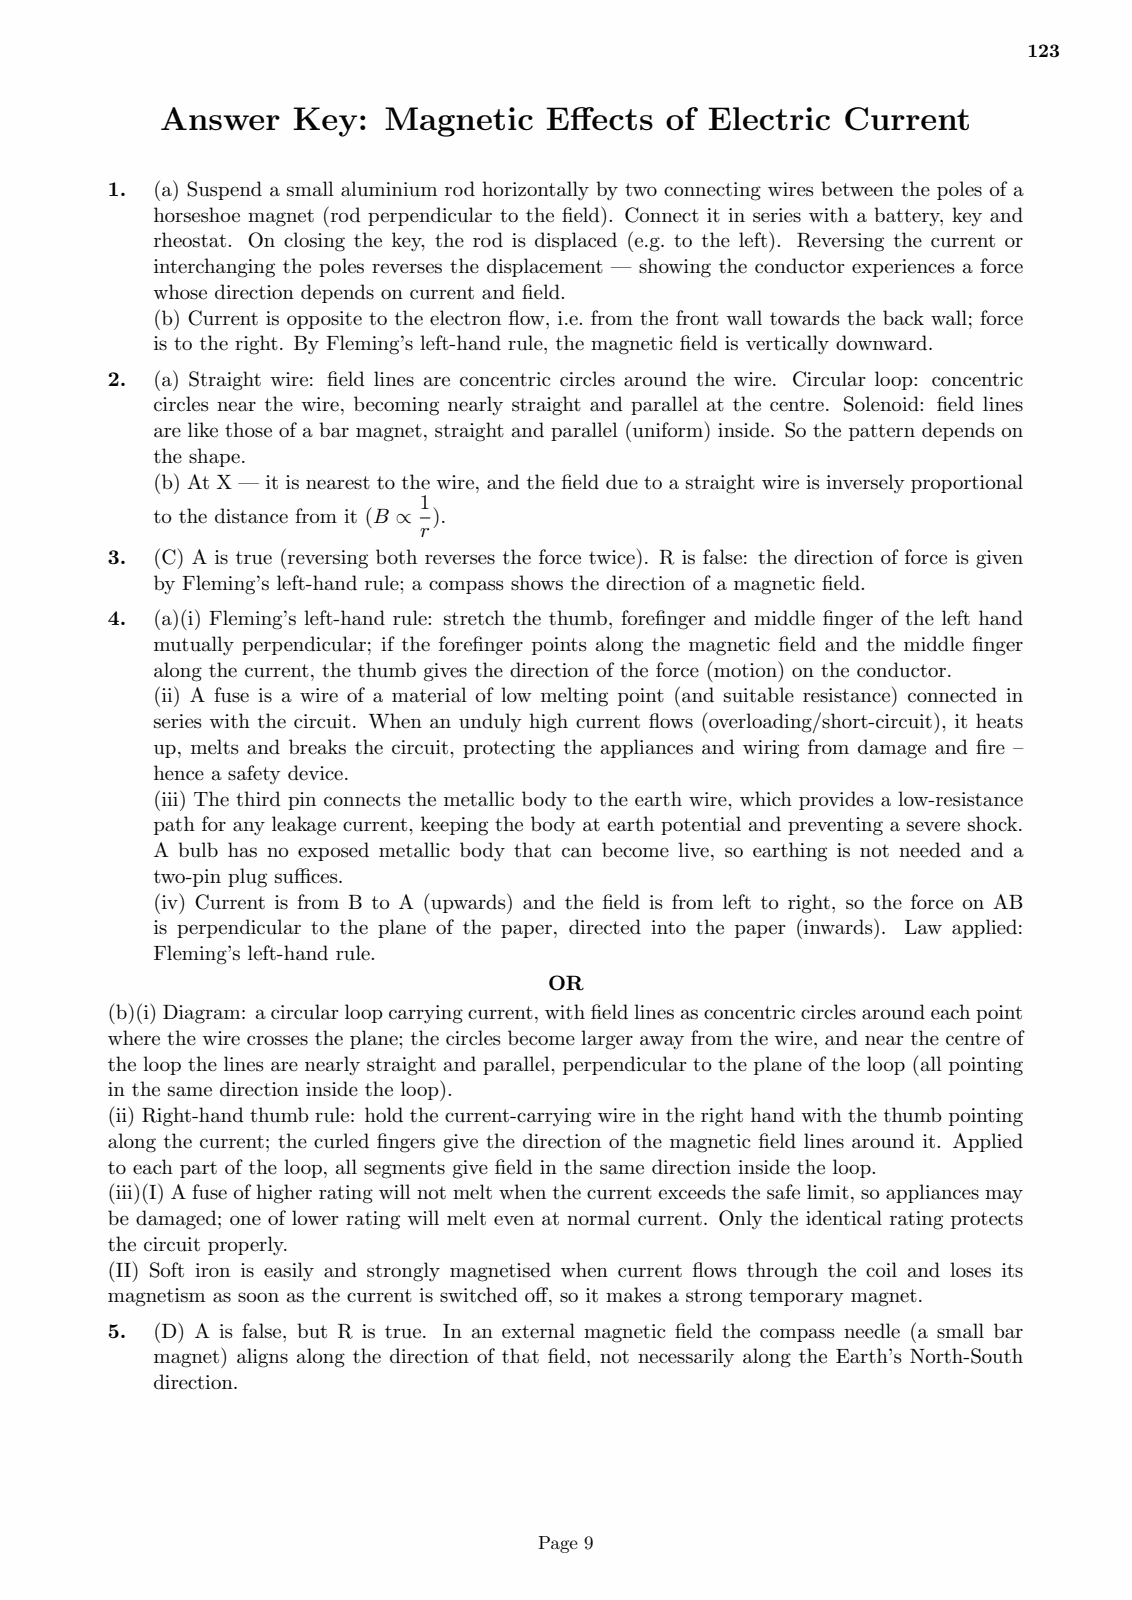 123
Answer Key: Magnetic Effects of Electric Current
1. (a) Suspend a small aluminium rod horizontally by two connecting wires between the poles of a
horseshoe magnet (rod perpendicular to the field). Connect it in series with a battery, key and
rheostat. On closing the key, the rod is displaced (e.g. to the left). Reversing the current or
interchanging the poles reverses the displacement — showing the conductor experiences a force
whose direction depends on current and field.
(b) Current is opposite to the electron flow, i.e. from the front wall towards the back wall; force
is to the right. By Fleming's left-hand rule, the magnetic field is vertically downward.
2. (a) Straight wire: field lines are concentric circles around the wire. Circular loop: concentric
circles near the wire, becoming nearly straight and parallel at the centre. Solenoid: field lines
are like those of a bar magnet, straight and parallel (uniform) inside. So the pattern depends on
the shape.
(b) At X — it is nearest to the wire, and the field due to a straight wire is inversely proportional
to the distance from it (B ∝ 1/r).
3. (C) A is true (reversing both reverses the force twice). R is false: the direction of force is given
by Fleming's left-hand rule; a compass shows the direction of a magnetic field.
4. (a)(i) Fleming's left-hand rule: stretch the thumb, forefinger and middle finger of the left hand
mutually perpendicular; if the forefinger points along the magnetic field and the middle finger
along the current, the thumb gives the direction of the force (motion) on the conductor.
(ii) A fuse is a wire of a material of low melting point (and suitable resistance) connected in
series with the circuit. When an unduly high current flows (overloading/short-circuit), it heats
up, melts and breaks the circuit, protecting the appliances and wiring from damage and fire –
hence a safety device.
(iii) The third pin connects the metallic body to the earth wire, which provides a low-resistance
path for any leakage current, keeping the body at earth potential and preventing a severe shock.
A bulb has no exposed metallic body that can become live, so earthing is not needed and a
two-pin plug suffices.
(iv) Current is from B to A (upwards) and the field is from left to right, so the force on AB
is perpendicular to the plane of the paper, directed into the paper (inwards). Law applied:
Fleming's left-hand rule.
OR
(b)(i) Diagram: a circular loop carrying current, with field lines as concentric circles around each point
where the wire crosses the plane; the circles become larger away from the wire, and near the centre of
the loop the lines are nearly straight and parallel, perpendicular to the plane of the loop (all pointing
in the same direction inside the loop).
(ii) Right-hand thumb rule: hold the current-carrying wire in the right hand with the thumb pointing
along the current; the curled fingers give the direction of the magnetic field lines around it. Applied
to each part of the loop, all segments give field in the same direction inside the loop.
(iii)(I) A fuse of higher rating will not melt when the current exceeds the safe limit, so appliances may
be damaged; one of lower rating will melt even at normal current. Only the identical rating protects
the circuit properly.
(II) Soft iron is easily and strongly magnetised when current flows through the coil and loses its
magnetism as soon as the current is switched off, so it makes a strong temporary magnet.
5. (D) A is false, but R is true. In an external magnetic field the compass needle (a small bar
magnet) aligns along the direction of that field, not necessarily along the Earth's North-South
direction.
Page 9